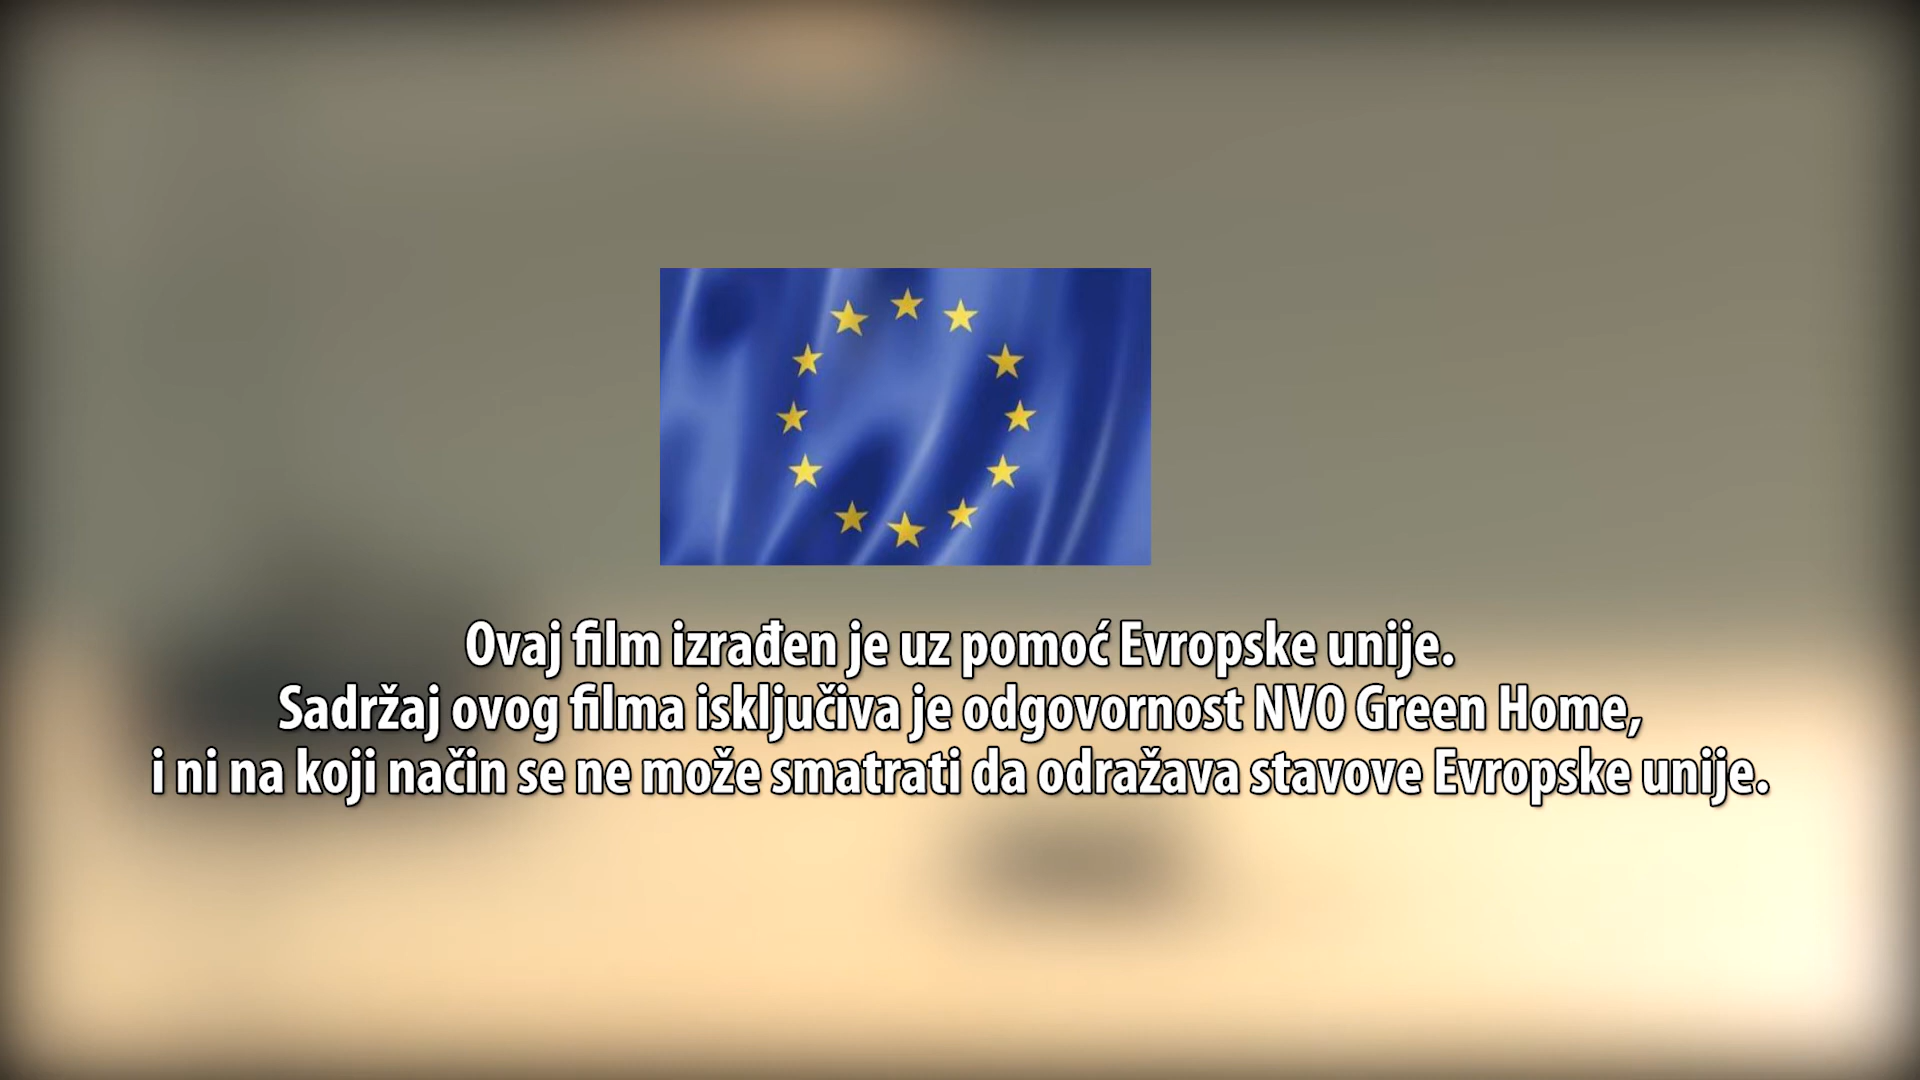 Ovaj film izrađen je uz pomoć Evropske unije.
Sadržaj ovog filma isključiva je odgovornost NVO Green Home,
i ni na koji način se ne može smatrati da odražava stavove Evropske unije.